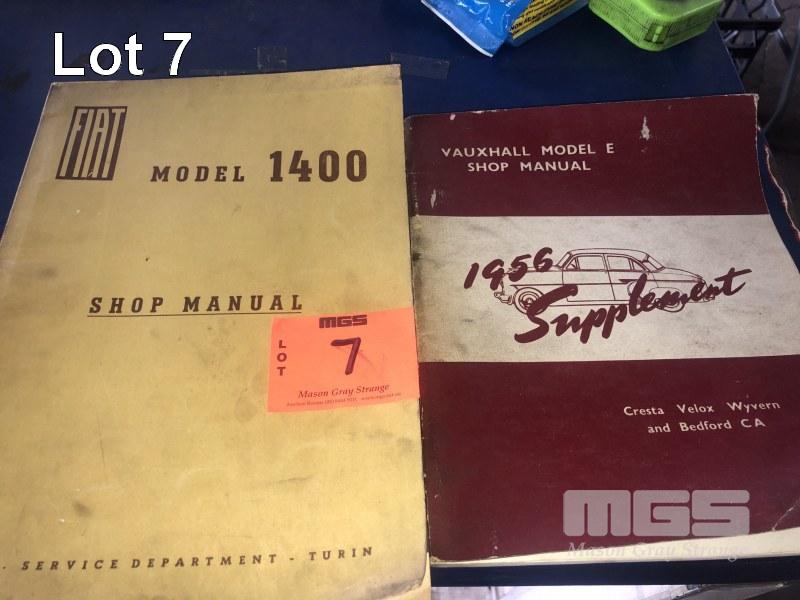 Lot 7
FIAT
MODEL 1400
SHOP MANUAL
SERVICE DEPARTMENT - TURIN
MGS
LOT
7
Mason Gray Strange
VAUXHALL MODEL E
SHOP MANUAL
1956
Supplement
Cresta Velox Wyvern
and Bedford CA
MGS
Mason Gray Strange